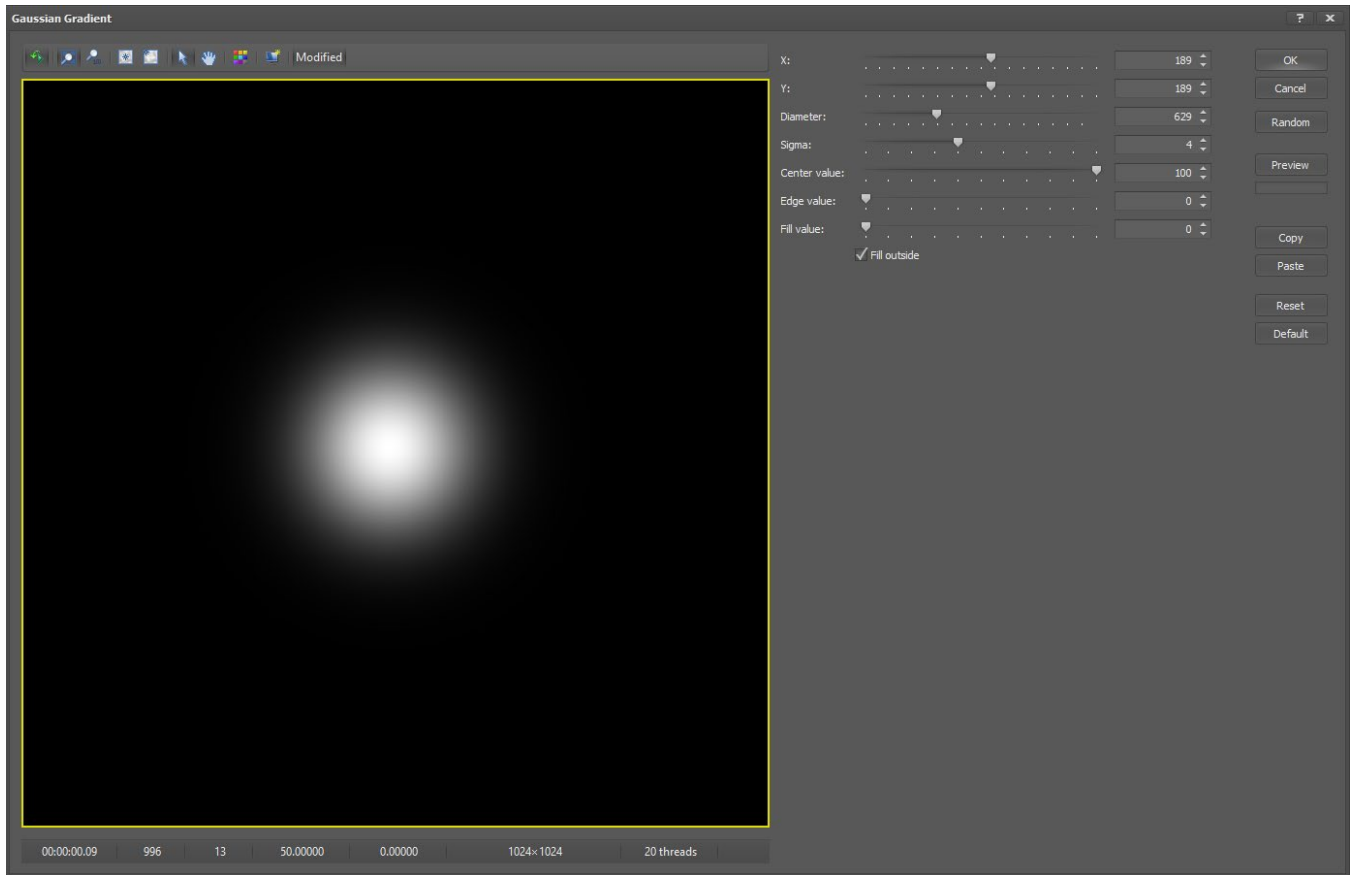 Gaussian Gradient
? x
Modified
X: 189
OK
Y: 189
Cancel
Diameter: 629
Random
Sigma: 4
Center value: 100
Preview
Edge value: 0
Fill value: 0
Copy
Fill outside
Paste
Reset
Default
00:00:00.09 996 13 50.00000 0.00000 1024×1024 20 threads